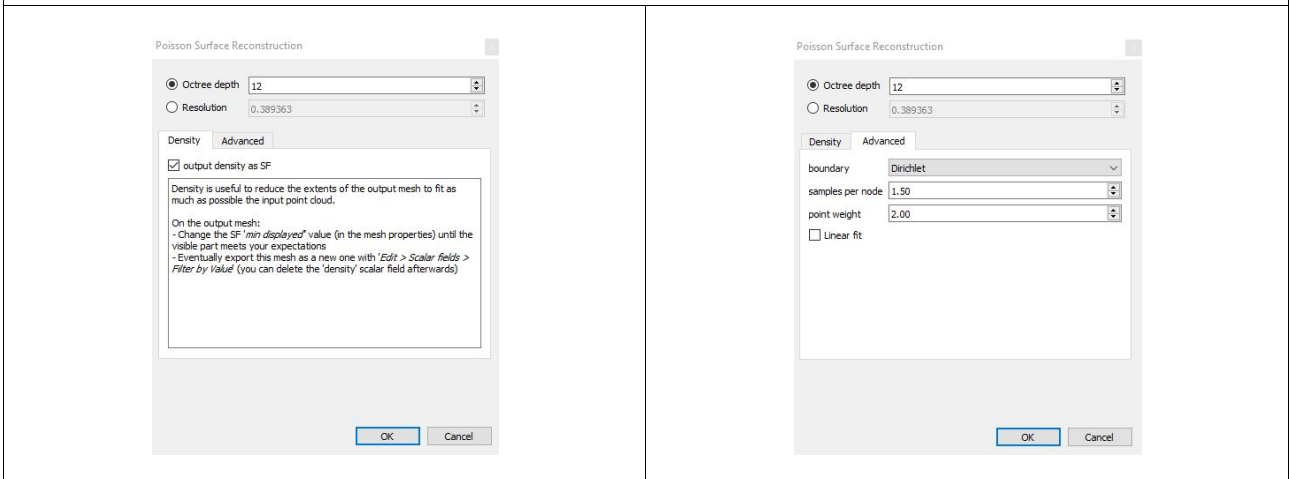 Poisson Surface Reconstruction
Octree depth 12
Resolution 0.389363
Density Advanced
output density as SF
Density is useful to reduce the extents of the output mesh to fit as
much as possible the input point cloud.
On the output mesh:
- Change the SF 'min displayed' value (in the mesh properties) until the
visible part meets your expectations
- Eventually export this mesh as a new one with 'Edit > Scalar fields >
Filter by Value' (you can delete the 'density' scalar field afterwards)
OK Cancel
Poisson Surface Reconstruction
Octree depth 12
Resolution 0.389363
Density Advanced
boundary Dirichlet
samples per node 1.50
point weight 2.00
Linear fit
OK Cancel